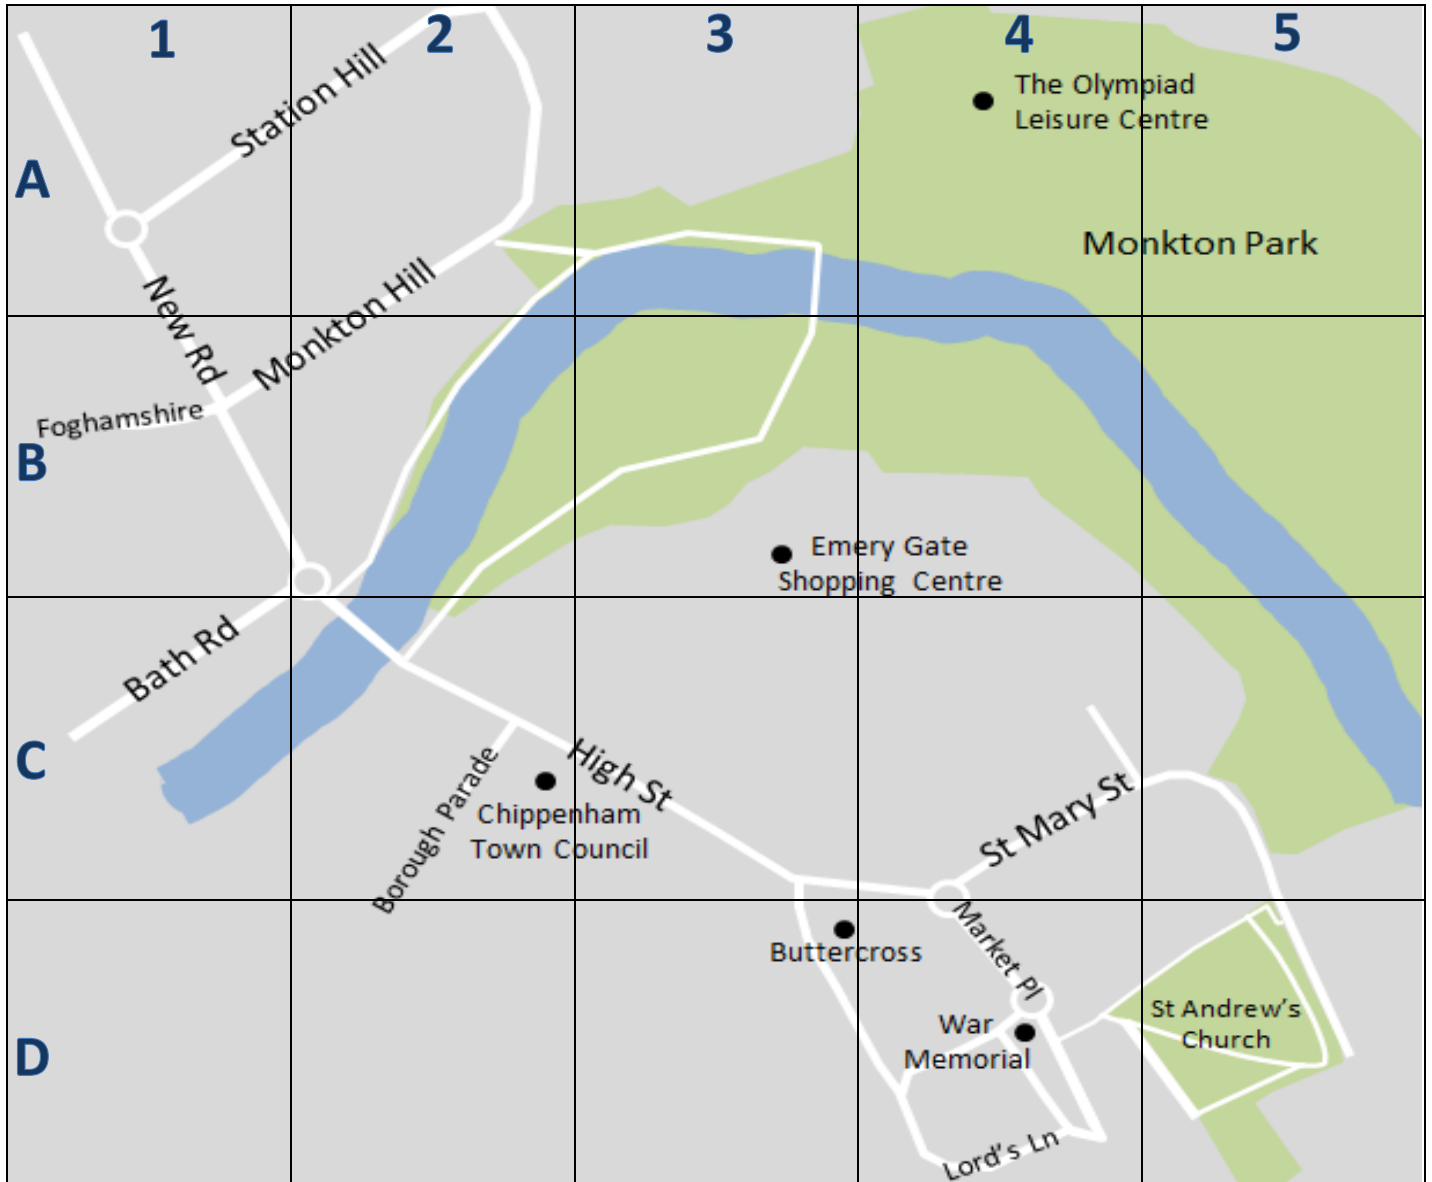 1
2
3
4
5
Station Hill
The Olympiad
Leisure Centre
A
Monkton Park
New Rd
Monkton Hill
Foghamshire
B
Emery Gate
Shopping Centre
Bath Rd
C
High St
Borough Parade
Chippenham
Town Council
St Mary St
Market Pl
Buttercross
St Andrew's
Church
War
Memorial
D
Lord's Ln